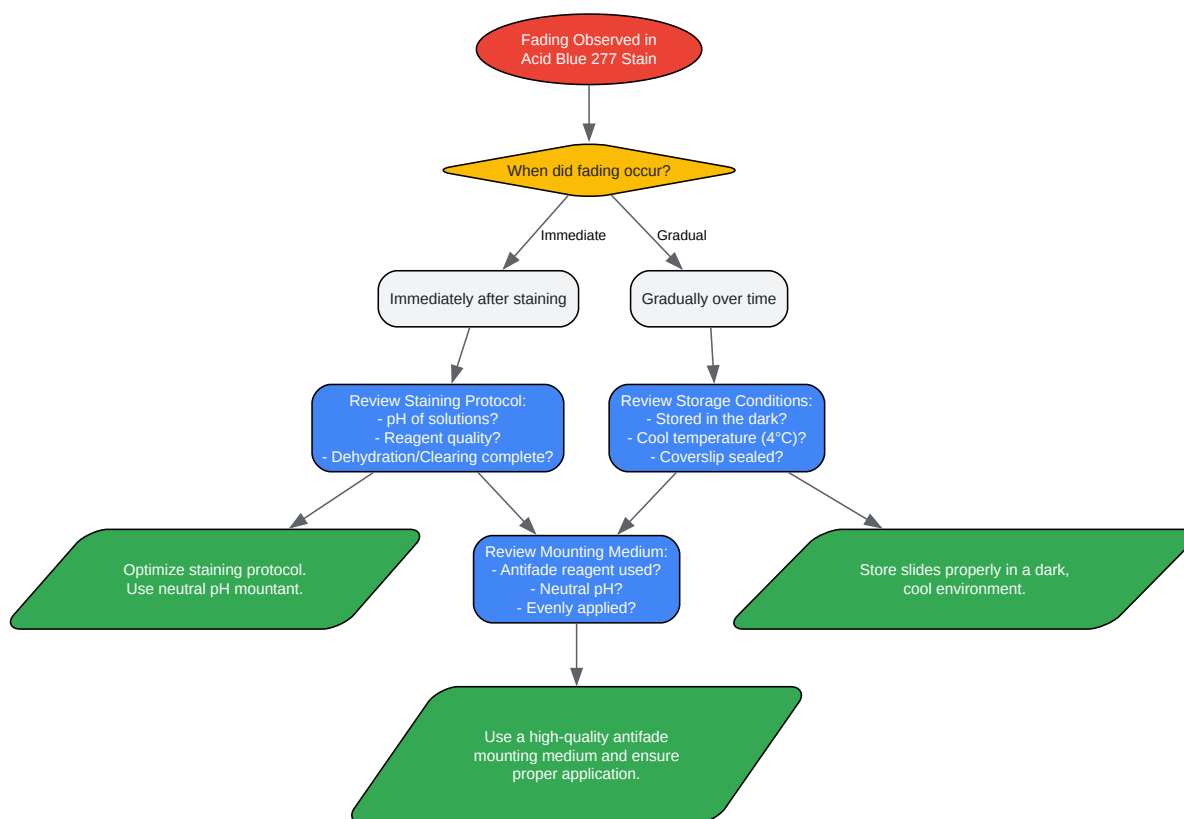 Fading Observed in
Acid Blue 277 Stain
When did fading occur?
Immediate
Gradual
Immediately after staining
Gradually over time
Review Staining Protocol:
- pH of solutions?
- Reagent quality?
- Dehydration/Clearing complete?
Review Storage Conditions:
- Stored in the dark?
- Cool temperature (4°C)?
- Coverslip sealed?
Optimize staining protocol.
Use neutral pH mountant.
Review Mounting Medium:
- Antifade reagent used?
- Neutral pH?
- Evenly applied?
Store slides properly in a dark,
cool environment.
Use a high-quality antifade
mounting medium and ensure
proper application.